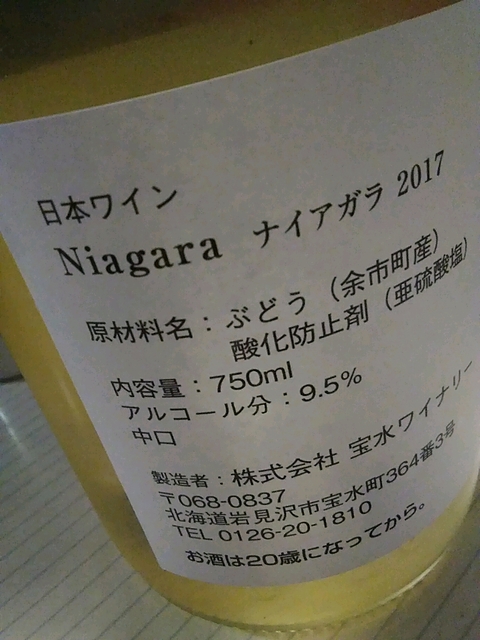 日本ワイン
Niagara ナイアガラ 2017
原材料名：ぶどう（余市町産）
酸化防止剤（亜硫酸塩）
内容量：750ml
アルコール分：9.5%
中口
製造者：株式会社 宝水ワイナリー
〒068-0837
北海道岩見沢市宝水町364番3号
TEL 0126-20-1810
お酒は20歳になってから。